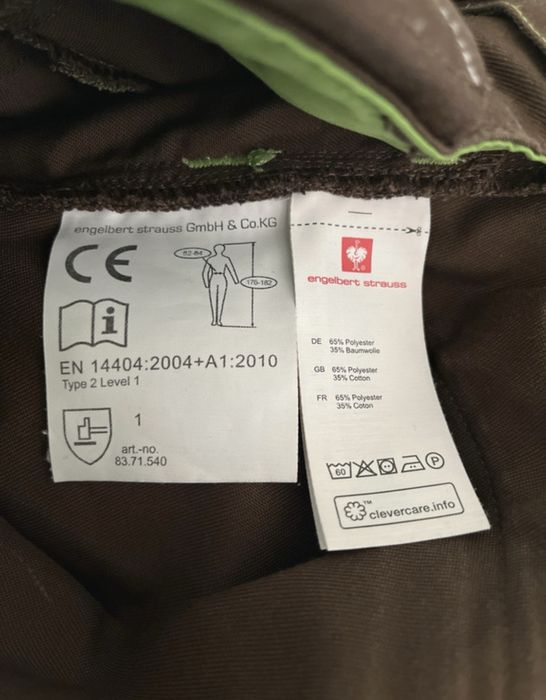 engelbert strauss GmbH & Co.KG
CE
82-84
176-182
i
EN 14404:2004+A1:2010
Type 2 Level 1
1
art.-no.
83.71.540
engelbert strauss
DE 65% Polyester
35% Baumwolle
GB 65% Polyester
35% Cotton
FR 65% Polyester
35% Coton
60 P
™
clevercare.info